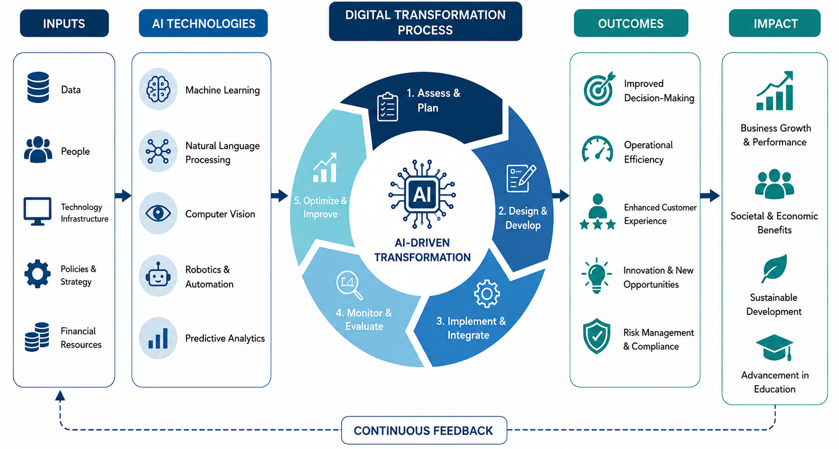 INPUTS
Data
People
Technology
Infrastructure
Policies &
Strategy
Financial
Resources
AI TECHNOLOGIES
Machine Learning
Natural Language
Processing
Computer Vision
Robotics &
Automation
Predictive Analytics
DIGITAL TRANSFORMATION
PROCESS
1. Assess &
Plan
2. Design &
Develop
3. Implement &
Integrate
4. Monitor &
Evaluate
5. Optimize &
Improve
AI
AI-DRIVEN
TRANSFORMATION
OUTCOMES
Improved
Decision-Making
Operational
Efficiency
Enhanced Customer
Experience
Innovation & New
Opportunities
Risk Management
& Compliance
IMPACT
Business Growth
& Performance
Societal & Economic
Benefits
Sustainable
Development
Advancement in
Education
CONTINUOUS FEEDBACK